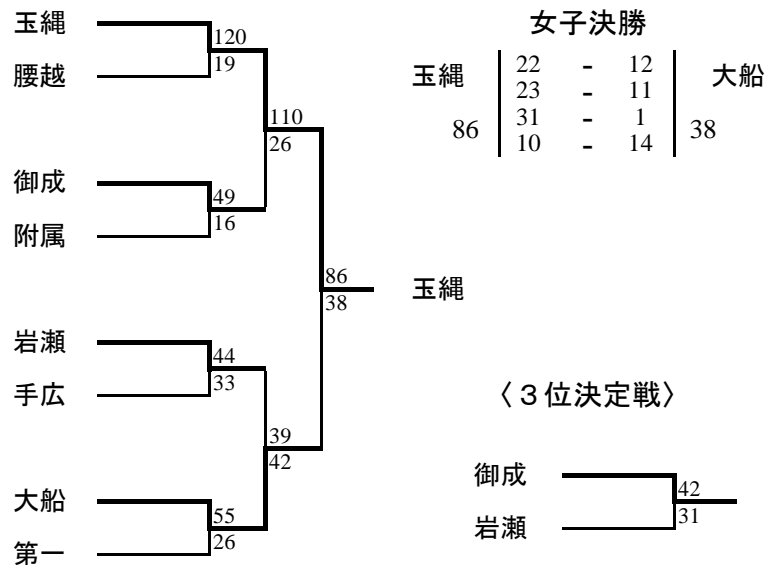 玉縄
120
19
腰越
110
26
御成
49
16
附属
86
38
玉縄
岩瀬
44
33
手広
39
42
大船
55
26
第一
女子決勝
玉縄 22 - 12 大船
23 - 11
86 31 - 1 38
10 - 14
〈３位決定戦〉
御成
42
31
岩瀬